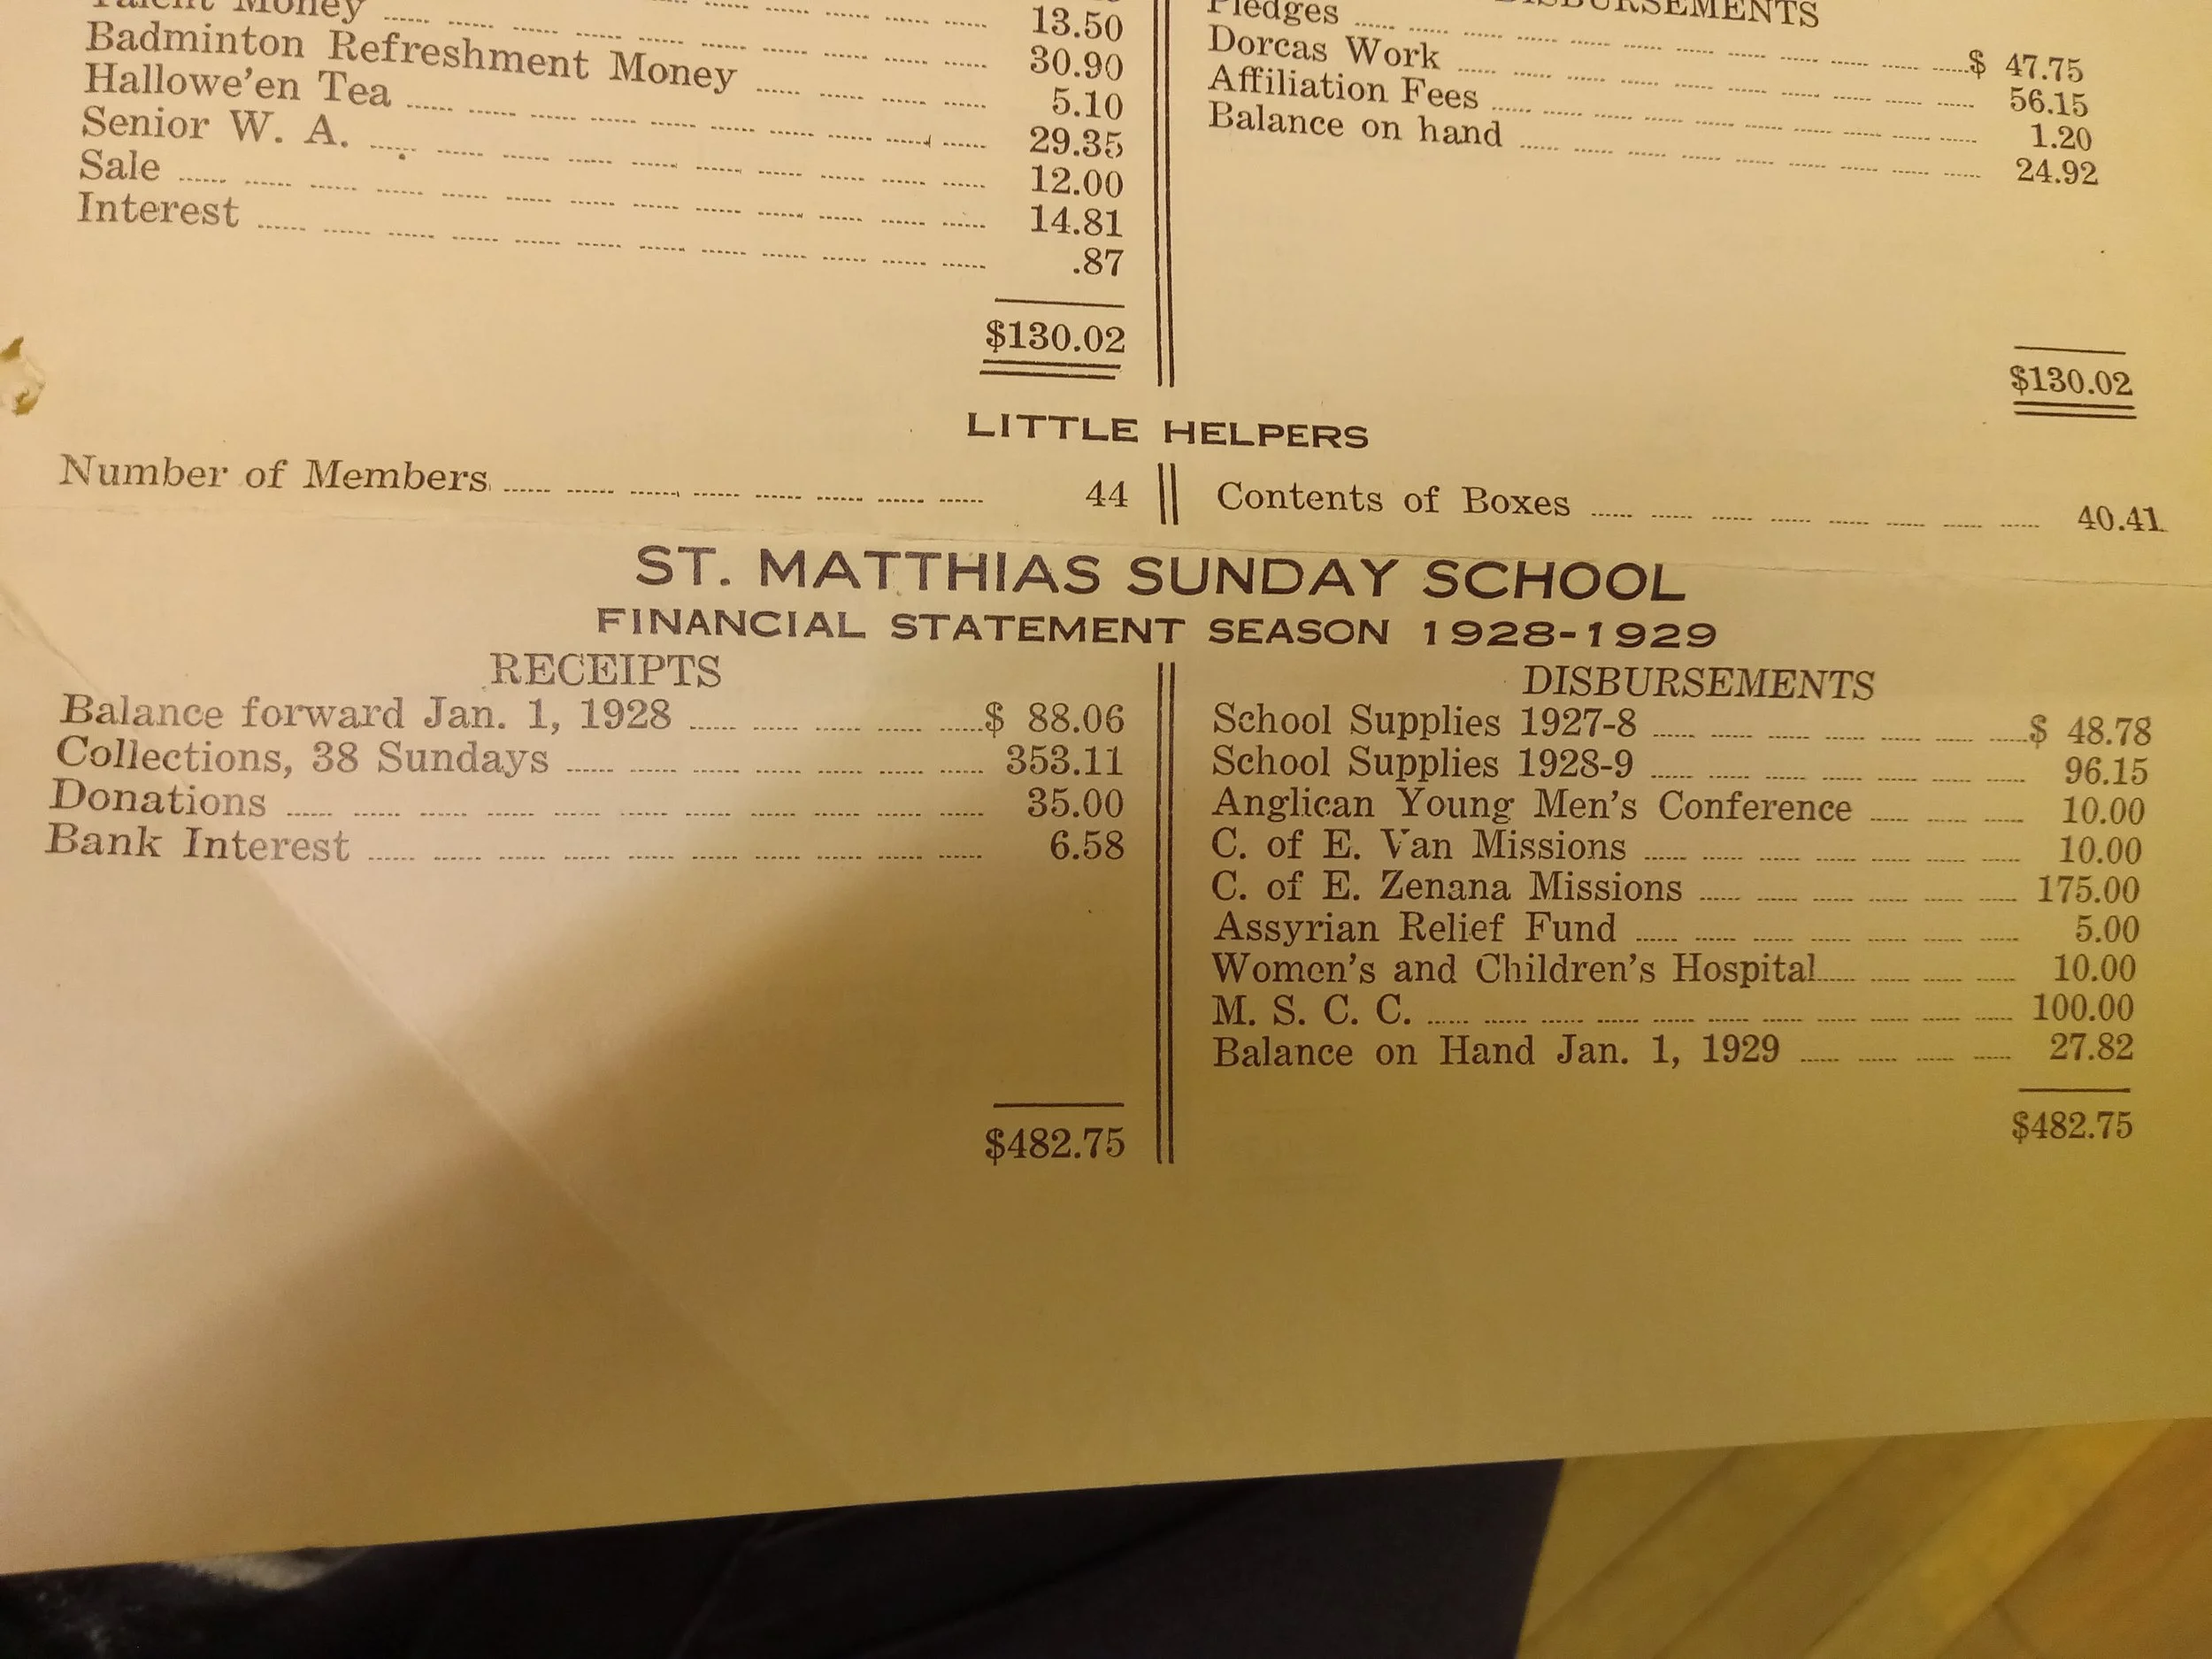 13.50
Talent Money 30.90
Badminton Refreshment Money 5.10
Hallowe'en Tea 29.35
Senior W. A. 12.00
Sale 14.81
Interest .87
$130.02
DISBURSEMENTS
Pledges $ 47.75
Dorcas Work 56.15
Affiliation Fees 1.20
Balance on hand 24.92
$130.02
LITTLE HELPERS
Number of Members 44
Contents of Boxes 40.41
ST. MATTHIAS SUNDAY SCHOOL
FINANCIAL STATEMENT SEASON 1928-1929
RECEIPTS
Balance forward Jan. 1, 1928 $ 88.06
Collections, 38 Sundays 353.11
Donations 35.00
Bank Interest 6.58
$482.75
DISBURSEMENTS
School Supplies 1927-8 $ 48.78
School Supplies 1928-9 96.15
Anglican Young Men's Conference 10.00
C. of E. Van Missions 10.00
C. of E. Zenana Missions 175.00
Assyrian Relief Fund 5.00
Women's and Children's Hospital 10.00
M. S. C. C. 100.00
Balance on Hand Jan. 1, 1929 27.82
$482.75